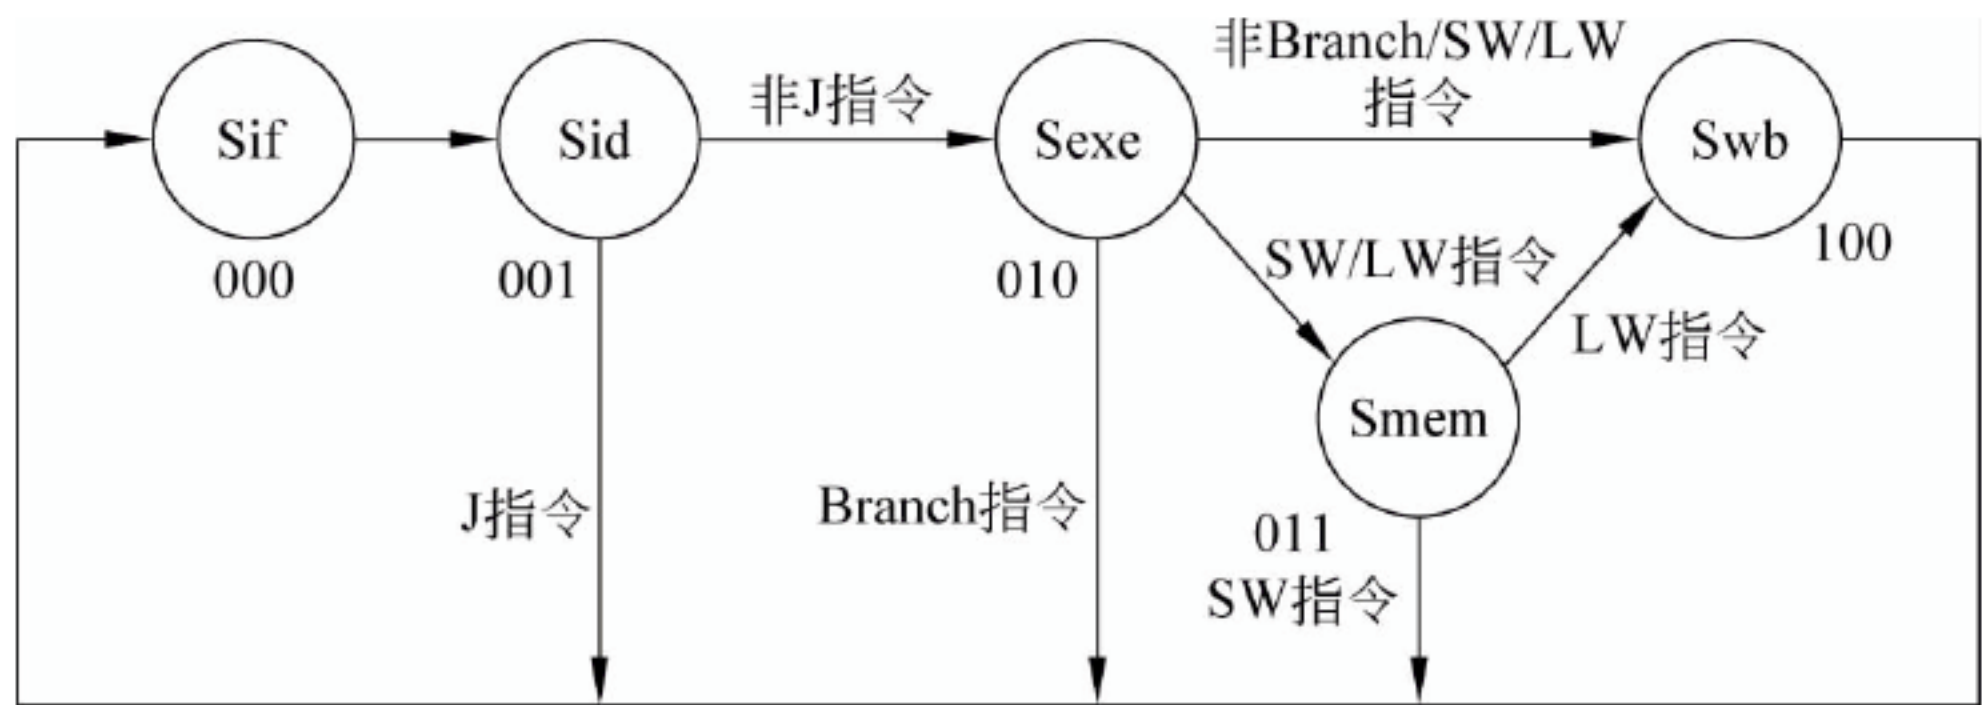 非Branch/SW/LW
指令
非J指令
Sif
Sid
Sexe
Swb
000
001
010
100
SW/LW指令
LW指令
Smem
J指令
Branch指令
011
SW指令